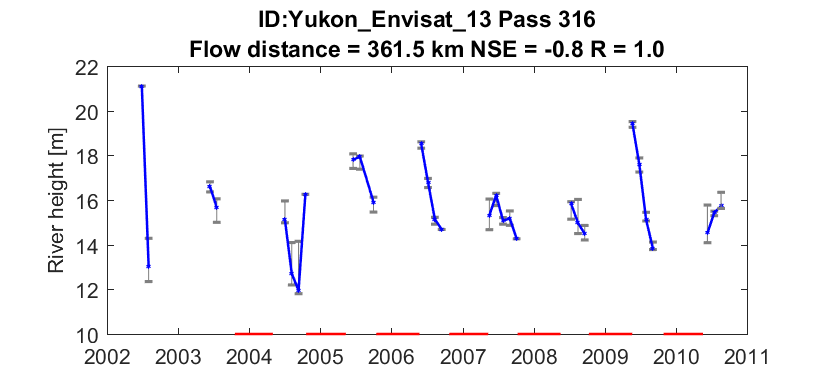 ID:Yukon_Envisat_13 Pass 316
Flow distance = 361.5 km NSE = -0.8 R = 1.0
River height [m]
22
20
18
16
14
12
10
2002 2003 2004 2005 2006 2007 2008 2009 2010 2011